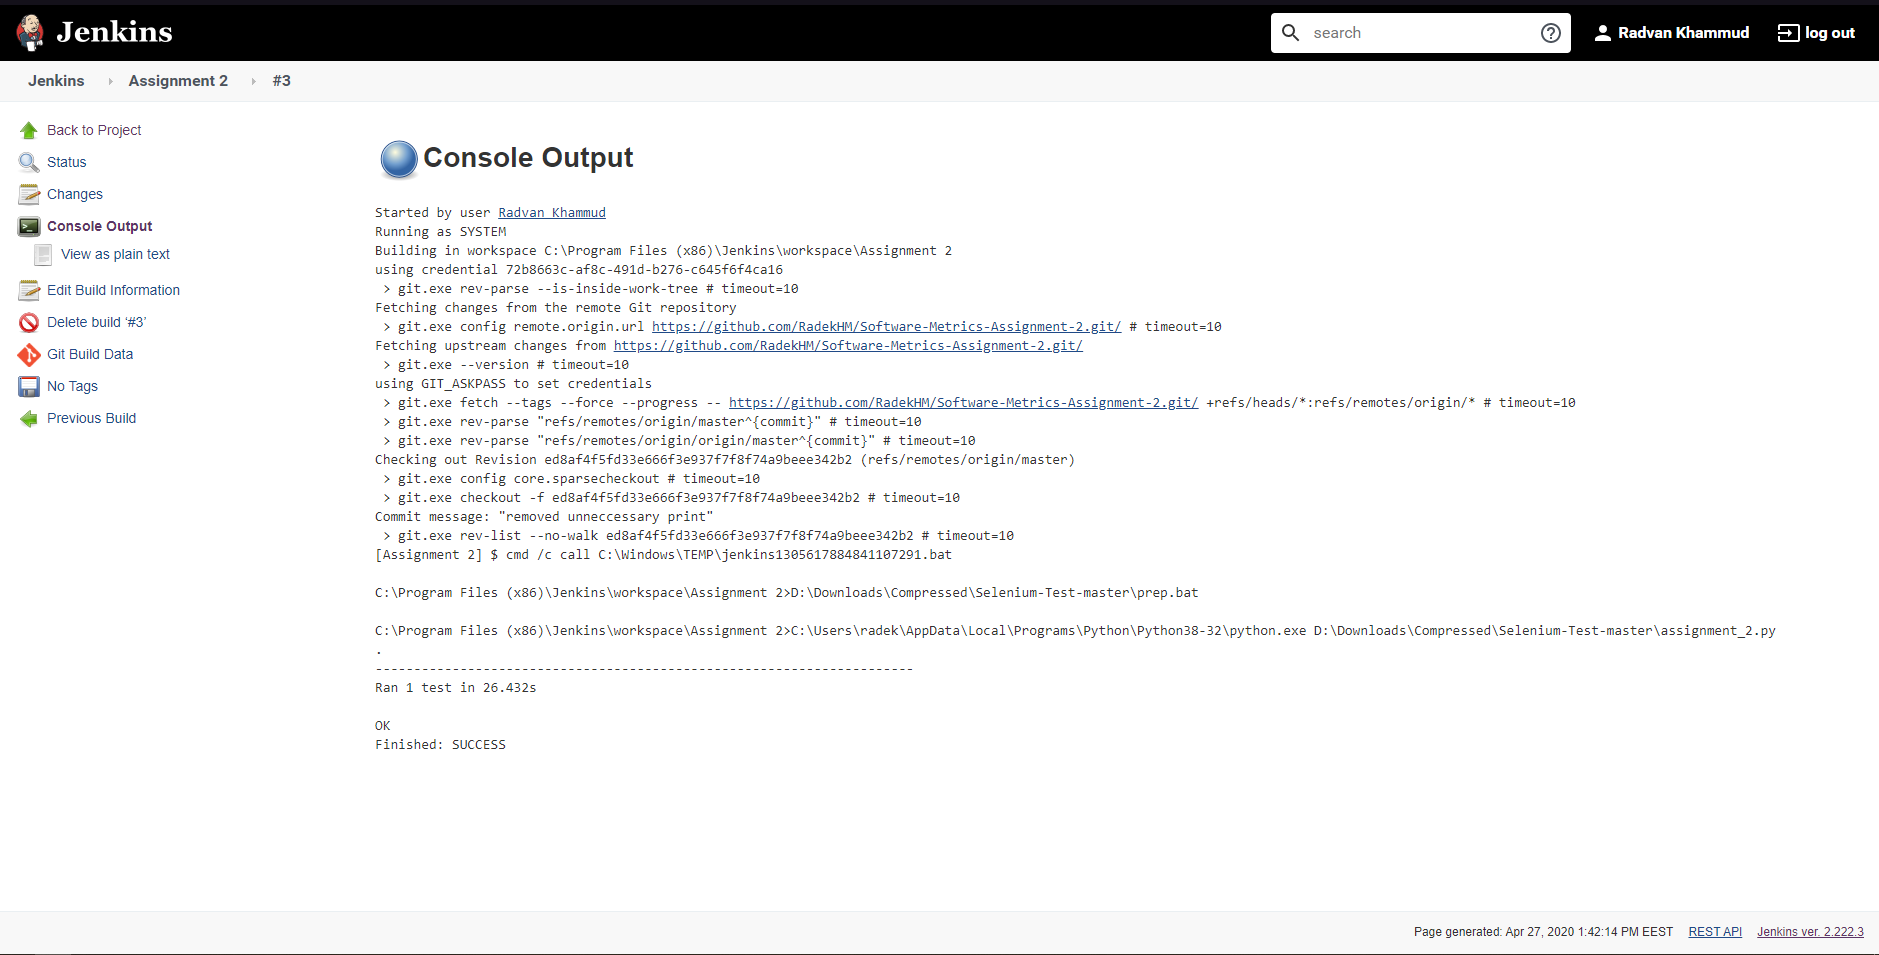 Jenkins
search
Radvan Khammud
log out
Jenkins Assignment 2 #3
Back to Project
Status
Changes
Console Output
View as plain text
Edit Build Information
Delete build ‘#3’
Git Build Data
No Tags
Previous Build
Console Output
Started by user Radvan Khammud
Running as SYSTEM
Building in workspace C:\Program Files (x86)\Jenkins\workspace\Assignment 2
using credential 72b8663c-af8c-491d-b276-c645f6f4ca16
> git.exe rev-parse --is-inside-work-tree # timeout=10
Fetching changes from the remote Git repository
> git.exe config remote.origin.url https://github.com/RadekHM/Software-Metrics-Assignment-2.git/ # timeout=10
Fetching upstream changes from https://github.com/RadekHM/Software-Metrics-Assignment-2.git/
> git.exe --version # timeout=10
using GIT_ASKPASS to set credentials
> git.exe fetch --tags --force --progress -- https://github.com/RadekHM/Software-Metrics-Assignment-2.git/ +refs/heads/*:refs/remotes/origin/* # timeout=10
> git.exe rev-parse "refs/remotes/origin/master^{commit}" # timeout=10
> git.exe rev-parse "refs/remotes/origin/origin/master^{commit}" # timeout=10
Checking out Revision ed8af4f5fd33e666f3e937f7f8f74a9beee342b2 (refs/remotes/origin/master)
> git.exe config core.sparsecheckout # timeout=10
> git.exe checkout -f ed8af4f5fd33e666f3e937f7f8f74a9beee342b2 # timeout=10
Commit message: "removed unneccessary print"
> git.exe rev-list --no-walk ed8af4f5fd33e666f3e937f7f8f74a9beee342b2 # timeout=10
[Assignment 2] $ cmd /c call C:\Windows\TEMP\jenkins1305617884841107291.bat
C:\Program Files (x86)\Jenkins\workspace\Assignment 2>D:\Downloads\Compressed\Selenium-Test-master\prep.bat
C:\Program Files (x86)\Jenkins\workspace\Assignment 2>C:\Users\radek\AppData\Local\Programs\Python\Python38-32\python.exe D:\Downloads\Compressed\Selenium-Test-master\assignment_2.py
.
----------------------------------------------------------------------
Ran 1 test in 26.432s
OK
Finished: SUCCESS
Page generated: Apr 27, 2020 1:42:14 PM EEST REST API Jenkins ver. 2.222.3